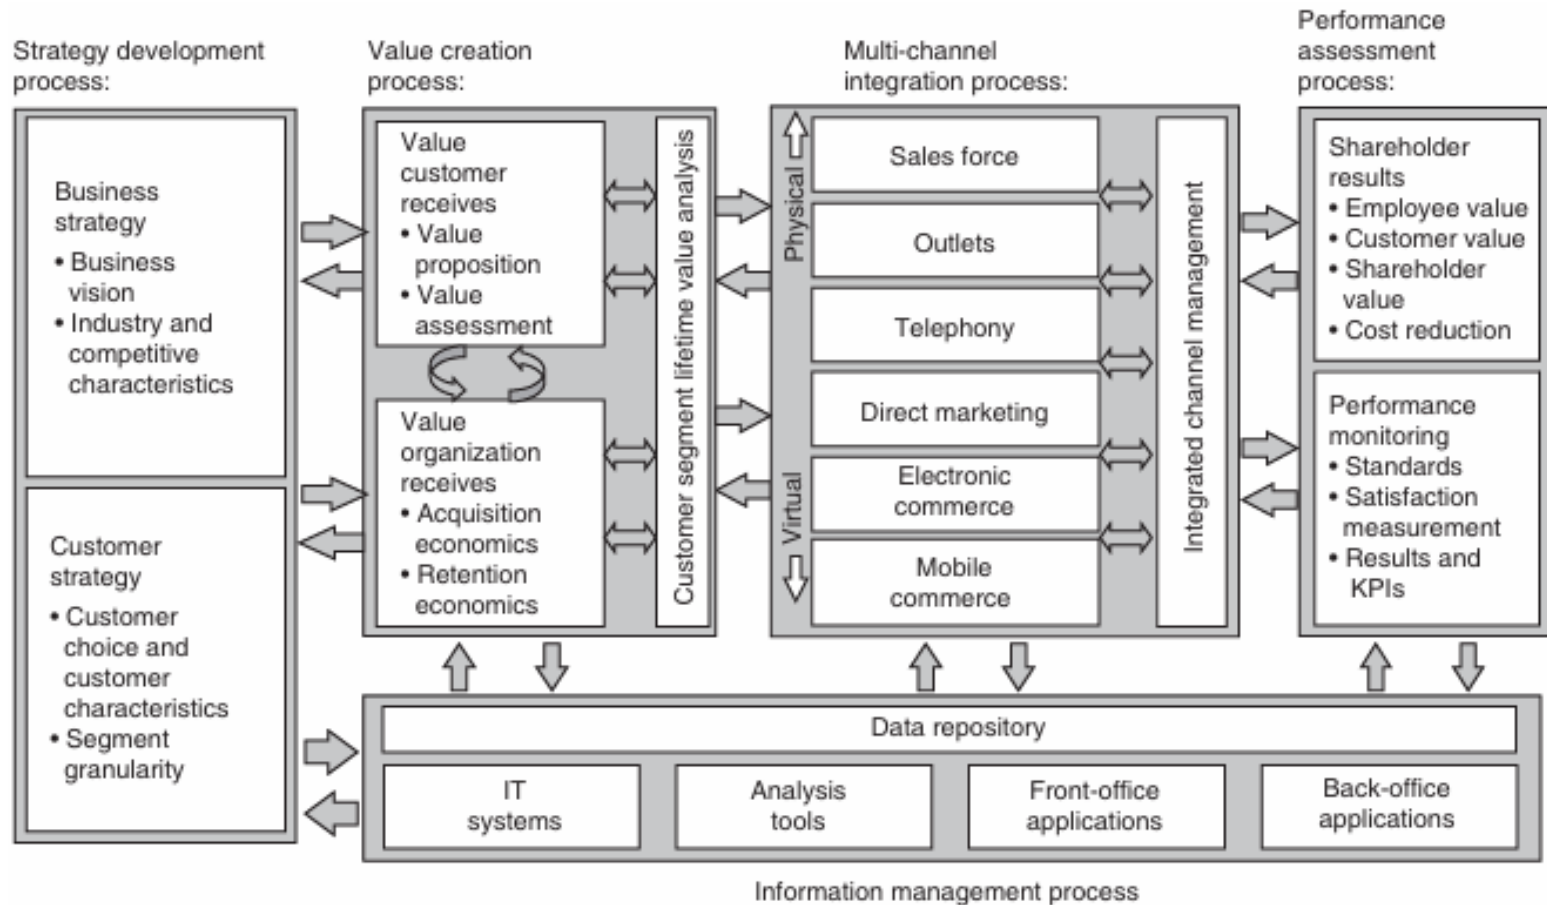 Strategy development
process:
Business
strategy
• Business
vision
• Industry and
competitive
characteristics
Customer
strategy
• Customer
choice and
customer
characteristics
• Segment
granularity
Value creation
process:
Value
customer
receives
• Value
proposition
• Value
assessment
Value
organization
receives
• Acquisition
economics
• Retention
economics
Customer segment lifetime value analysis
Multi-channel
integration process:
Physical
Virtual
Sales force
Outlets
Telephony
Direct marketing
Electronic
commerce
Mobile
commerce
Integrated channel management
Performance
assessment
process:
Shareholder
results
• Employee value
• Customer value
• Shareholder
value
• Cost reduction
Performance
monitoring
• Standards
• Satisfaction
measurement
• Results and
KPIs
Data repository
IT
systems
Analysis
tools
Front-office
applications
Back-office
applications
Information management process